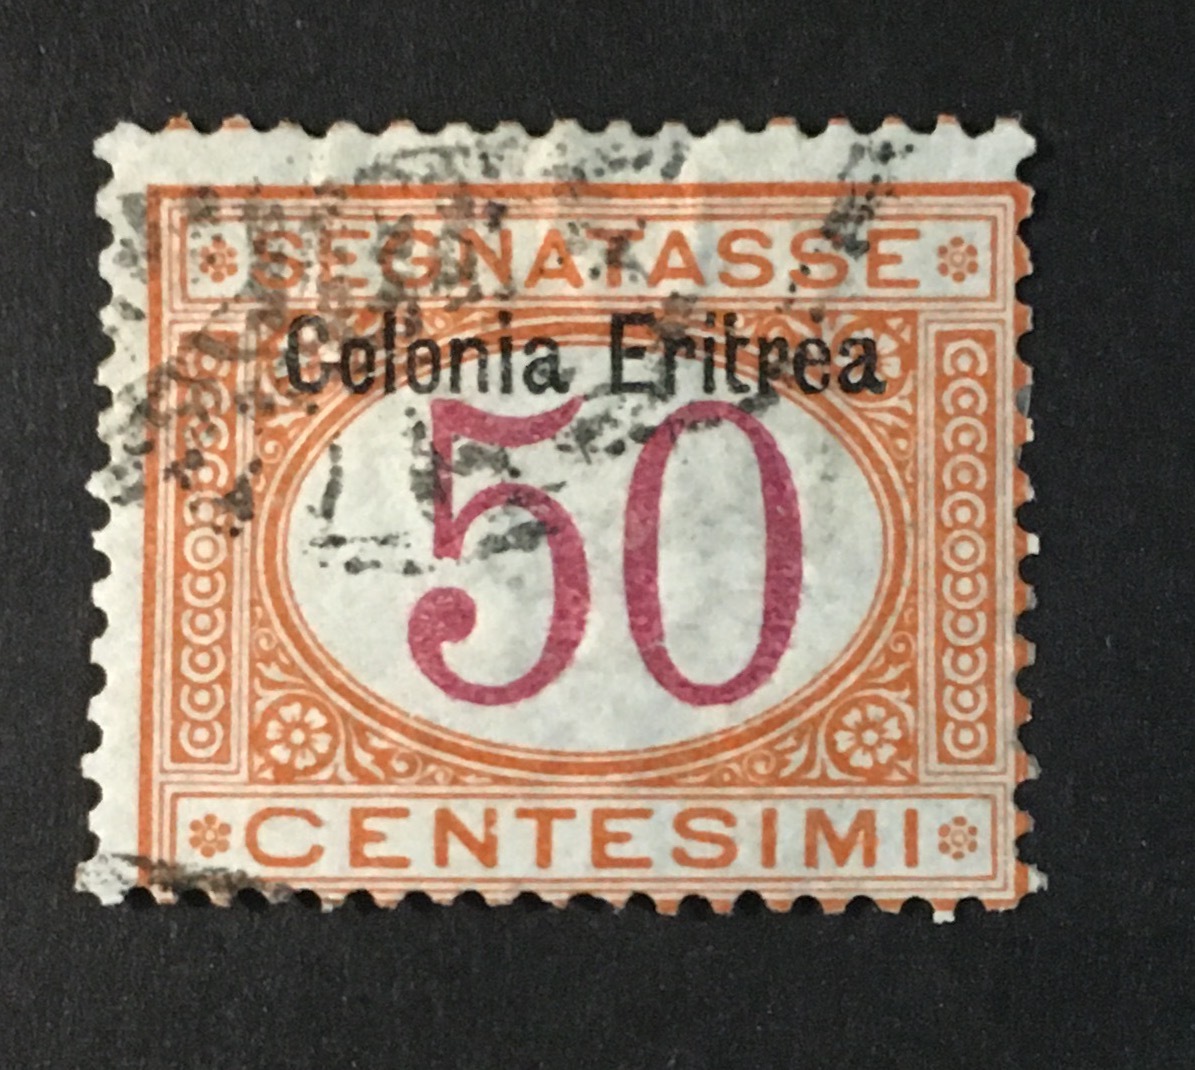 SEGNATASSE
Colonia Eritrea
50
CENTESIMI